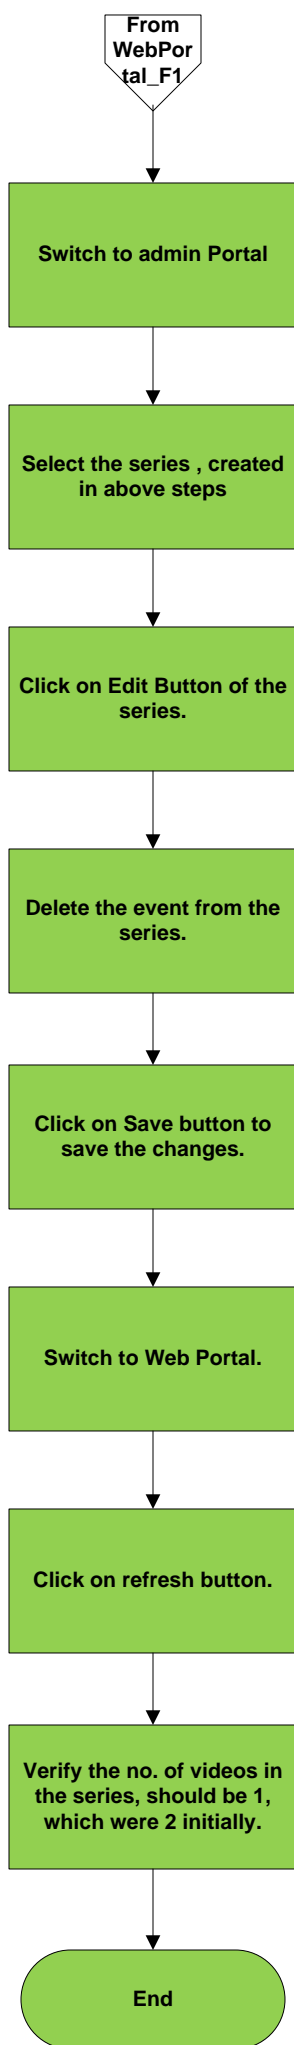 From
WebPor
tal_F1
Switch to admin Portal
Select the series , created
in above steps
Click on Edit Button of the
series.
Delete the event from the
series.
Click on Save button to
save the changes.
Switch to Web Portal.
Click on refresh button.
Verify the no. of videos in
the series, should be 1,
which were 2 initially.
End